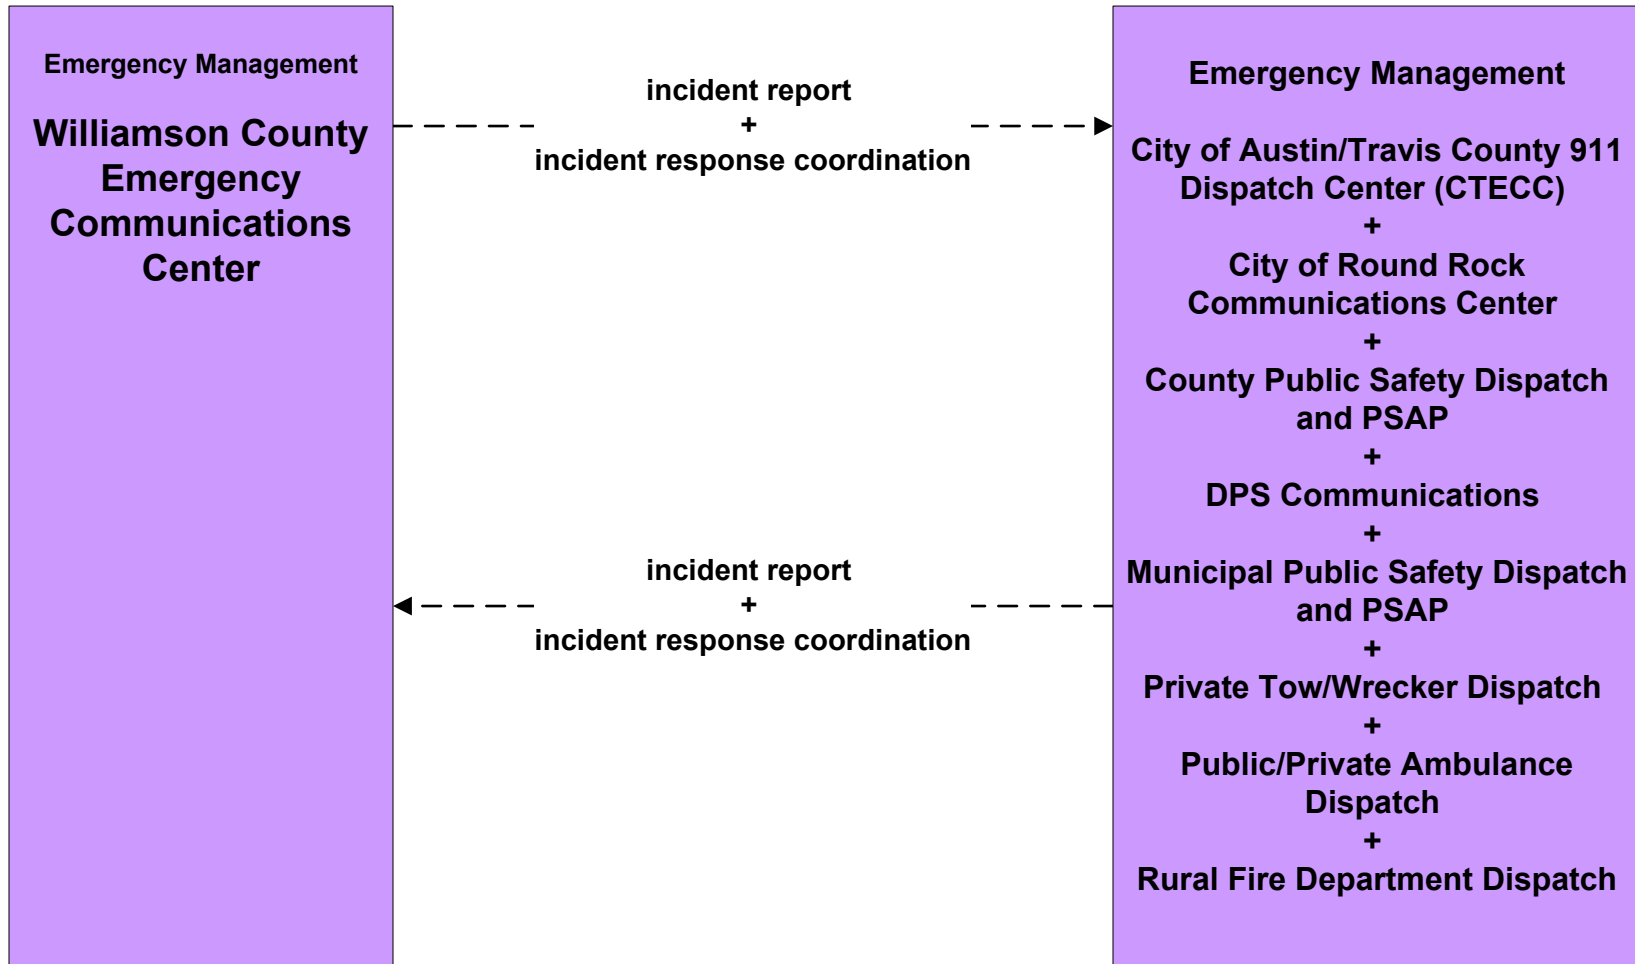 Emergency Management
Williamson County
Emergency
Communications
Center
incident report
+
incident response coordination
incident report
+
incident response coordination
Emergency Management
City of Austin/Travis County 911
Dispatch Center (CTECC)
+
City of Round Rock
Communications Center
+
County Public Safety Dispatch
and PSAP
+
DPS Communications
+
Municipal Public Safety Dispatch
and PSAP
+
Private Tow/Wrecker Dispatch
+
Public/Private Ambulance
Dispatch
+
Rural Fire Department Dispatch